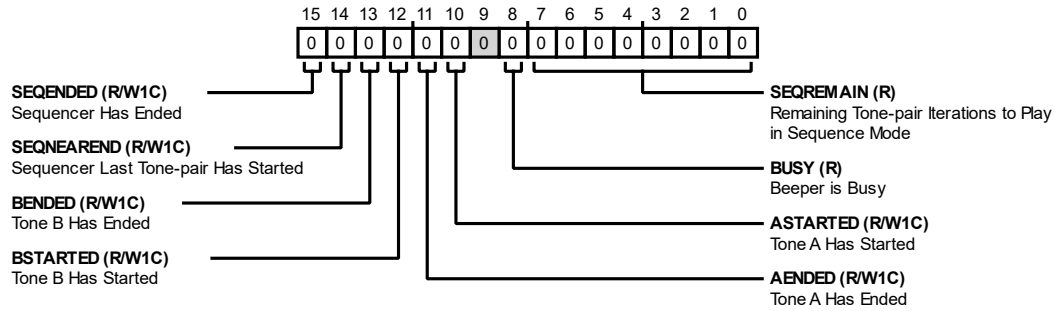 15 14 13 12 11 10 9 8 7 6 5 4 3 2 1 0
0 0 0 0 0 0 0 0 0 0 0 0 0 0 0 0
SEQENDED (R/W1C)
Sequencer Has Ended
SEQNEAREND (R/W1C)
Sequencer Last Tone-pair Has Started
BENDED (R/W1C)
Tone B Has Ended
BSTARTED (R/W1C)
Tone B Has Started
SEQREMAIN (R)
Remaining Tone-pair Iterations to Play
in Sequence Mode
BUSY (R)
Beeper is Busy
ASTARTED (R/W1C)
Tone A Has Started
AENDED (R/W1C)
Tone A Has Ended